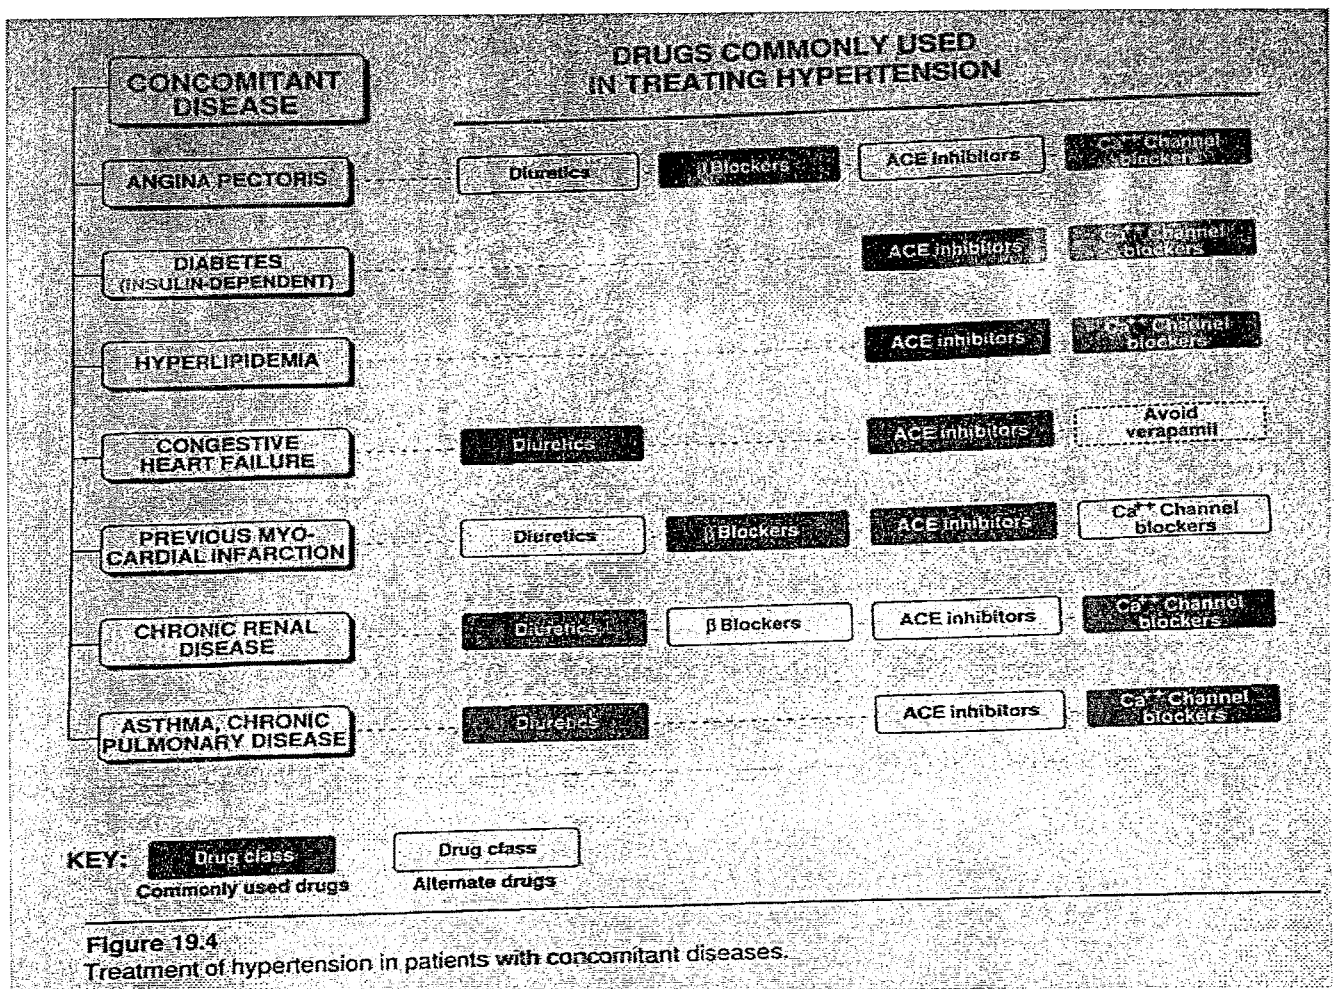 CONCOMITANT
DISEASE
DRUGS COMMONLY USED
IN TREATING HYPERTENSION
ANGINA PECTORIS
Diuretics
β Blockers
ACE inhibitors
Ca++ Channel
blockers
DIABETES
(INSULIN-DEPENDENT)
ACE inhibitors
Ca++ Channel
blockers
HYPERLIPIDEMIA
ACE inhibitors
Ca++ Channel
blockers
CONGESTIVE
HEART FAILURE
Diuretics
ACE inhibitors
Avoid
verapamil
PREVIOUS MYO-
CARDIAL INFARCTION
Diuretics
β Blockers
ACE inhibitors
Ca++ Channel
blockers
CHRONIC RENAL
DISEASE
Diuretics
β Blockers
ACE inhibitors
Ca++ Channel
blockers
ASTHMA, CHRONIC
PULMONARY DISEASE
Diuretics
ACE inhibitors
Ca++ Channel
blockers
KEY:
Drug class
Commonly used drugs
Drug class
Alternate drugs
Figure 19.4
Treatment of hypertension in patients with concomitant diseases.